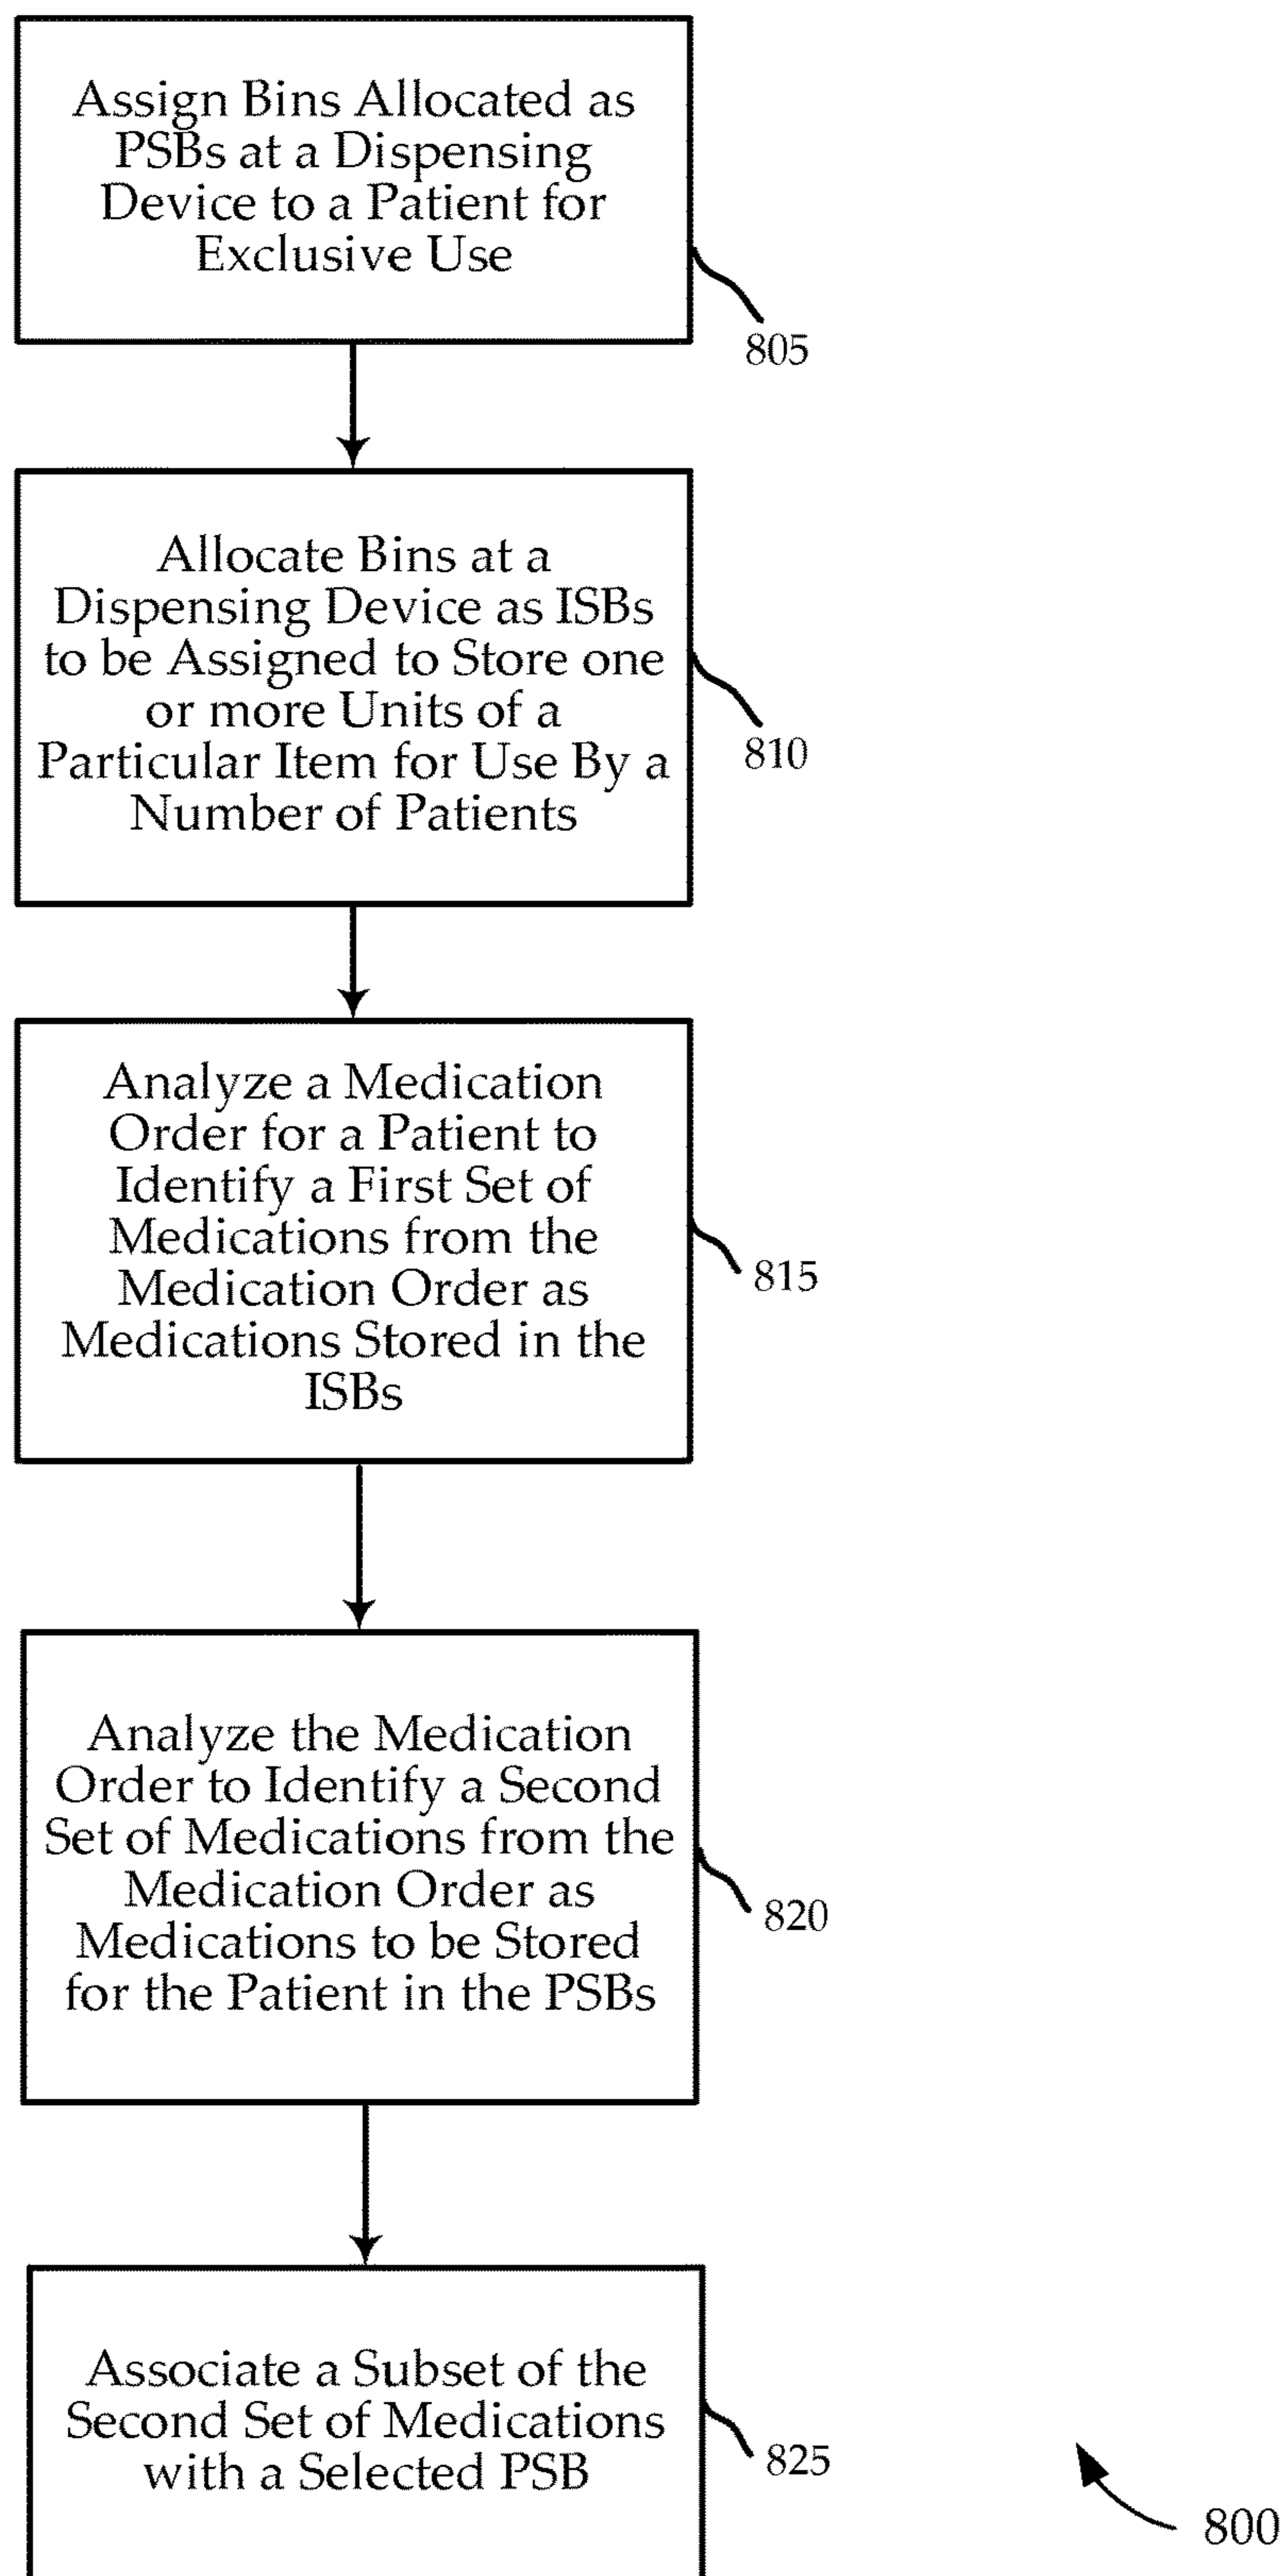 Assign Bins Allocated as
PSBs at a Dispensing
Device to a Patient for
Exclusive Use
805
Allocate Bins at a
Dispensing Device as ISBs
to be Assigned to Store one
or more Units of a
Particular Item for Use By a
Number of Patients
810
Analyze a Medication
Order for a Patient to
Identify a First Set of
Medications from the
Medication Order as
Medications Stored in the
ISBs
815
Analyze the Medication
Order to Identify a Second
Set of Medications from the
Medication Order as
Medications to be Stored
for the Patient in the PSBs
820
Associate a Subset of the
Second Set of Medications
with a Selected PSB
825
800